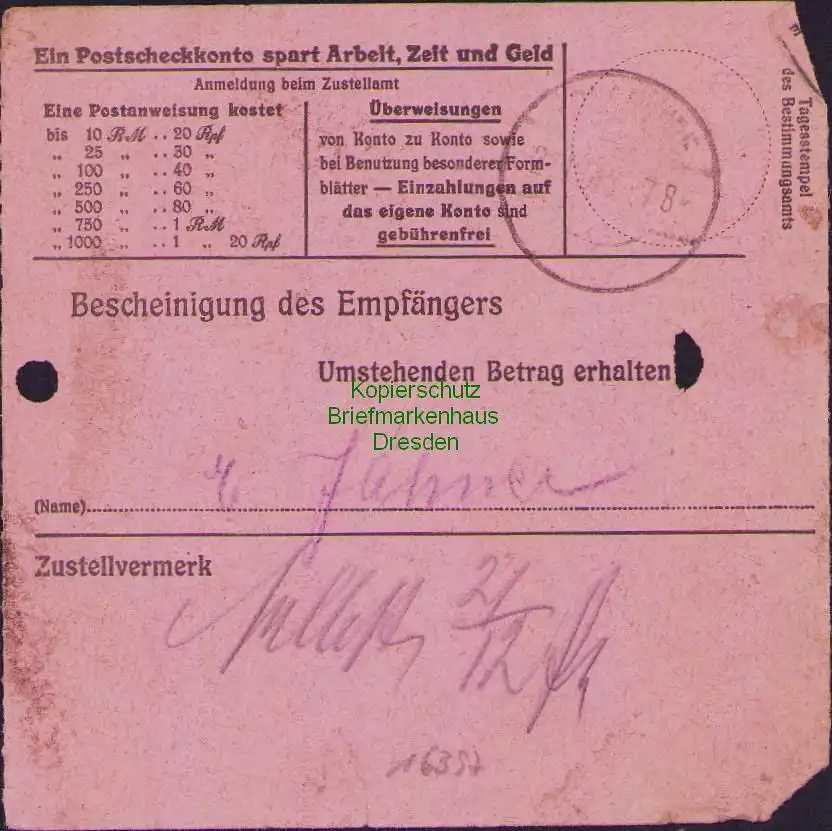 Ein Postscheckkonto spart Arbeit, Zeit und Geld
Anmeldung beim Zustellamt
Eine Postanweisung kostet
bis 10 RM .. 20 Rpf
„ 25 „ .. 30 „
„ 100 „ .. 40 „
„ 250 „ .. 60 „
„ 500 „ .. 80 „
„ 750 „ .. 1 RM
„ 1000 „ .. 1 „ 20 Rpf
Überweisungen
von Konto zu Konto sowie
bei Benutzung besonderer Form-
blätter — Einzahlungen auf
das eigene Konto sind
gebührenfrei
Tagesstempel
des Bestimmungsamts
Bescheinigung des Empfängers
Umstehenden Betrag erhalten
Kopierschutz
Briefmarkenhaus
Dresden
(Name)
Zustellvermerk
21/12
16357